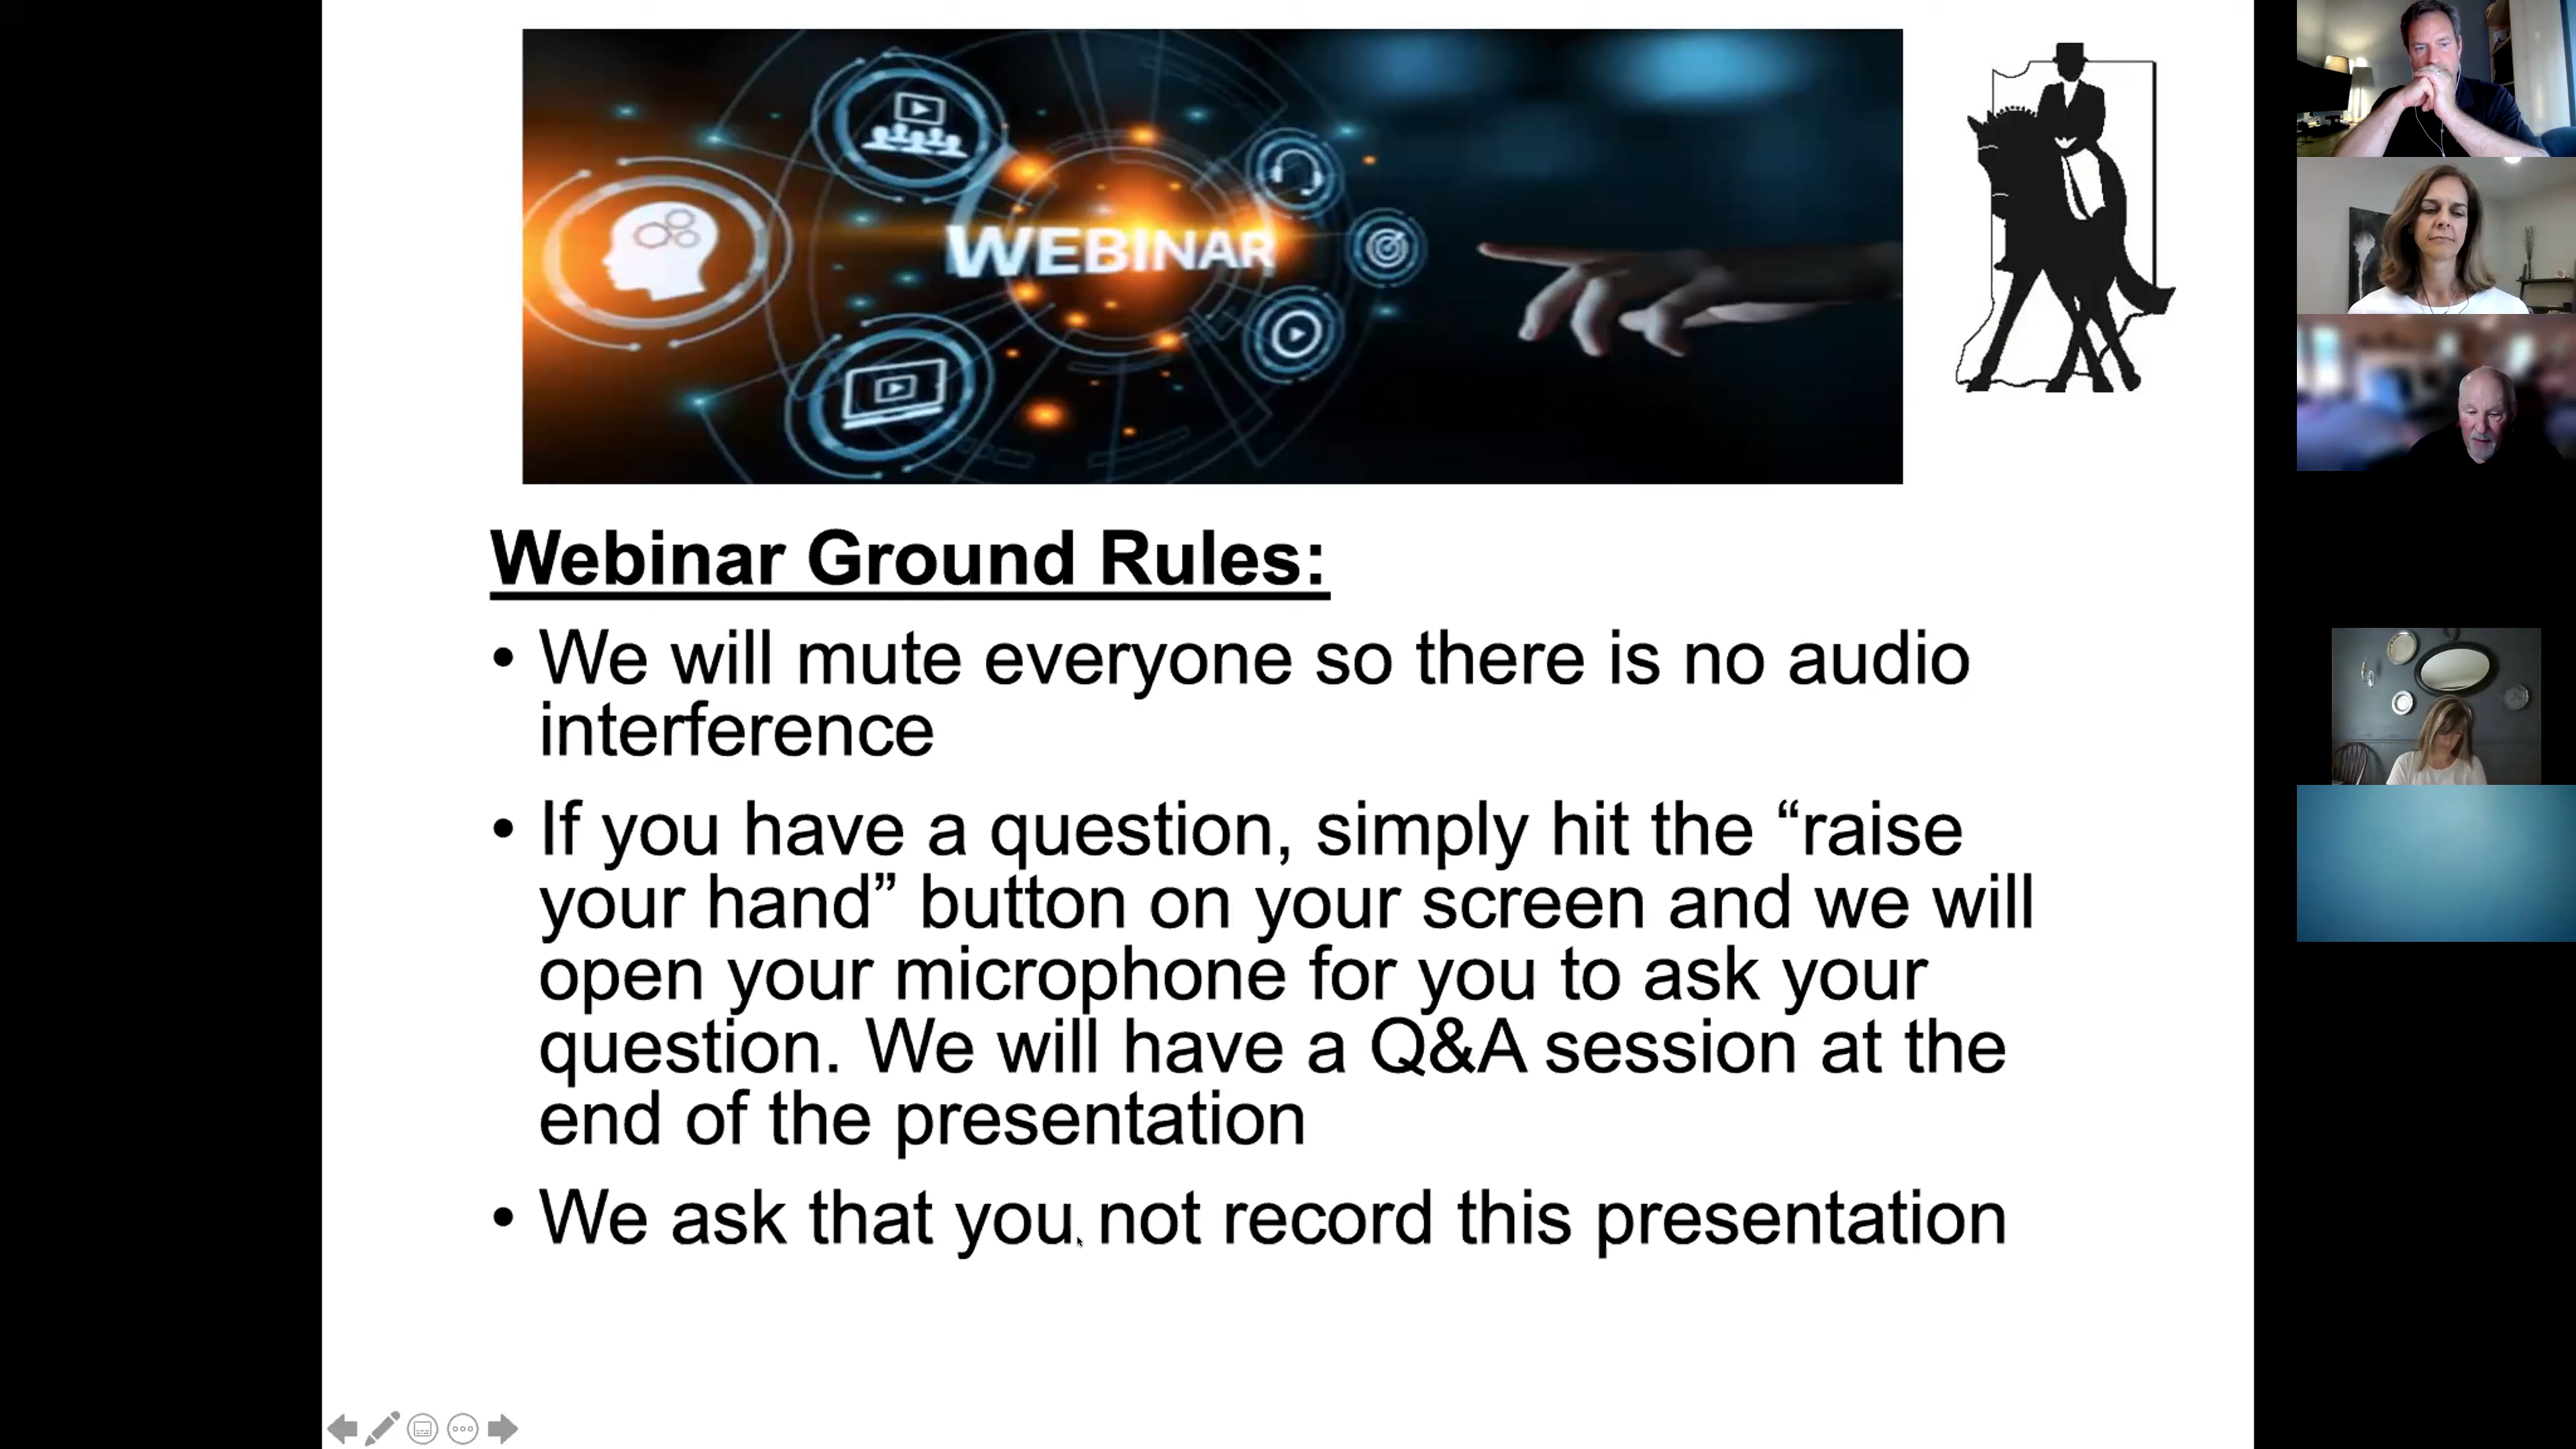 WEBINAR
Webinar Ground Rules:
• We will mute everyone so there is no audio
interference
• If you have a question, simply hit the “raise
your hand” button on your screen and we will
open your microphone for you to ask your
question. We will have a Q&A session at the
end of the presentation
• We ask that you not record this presentation